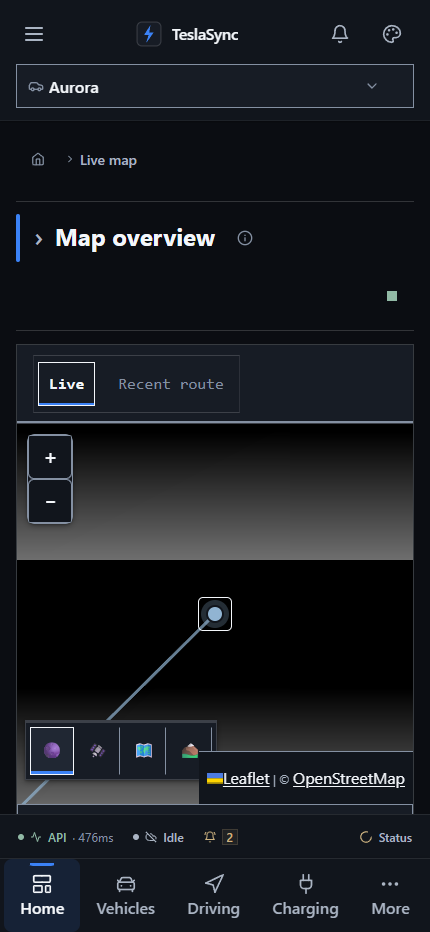 TeslaSync
Aurora
Live map
Map overview
Live Recent route
+
−
Leaflet | © OpenStreetMap
API · 476ms Idle 2 Status
Home Vehicles Driving Charging More